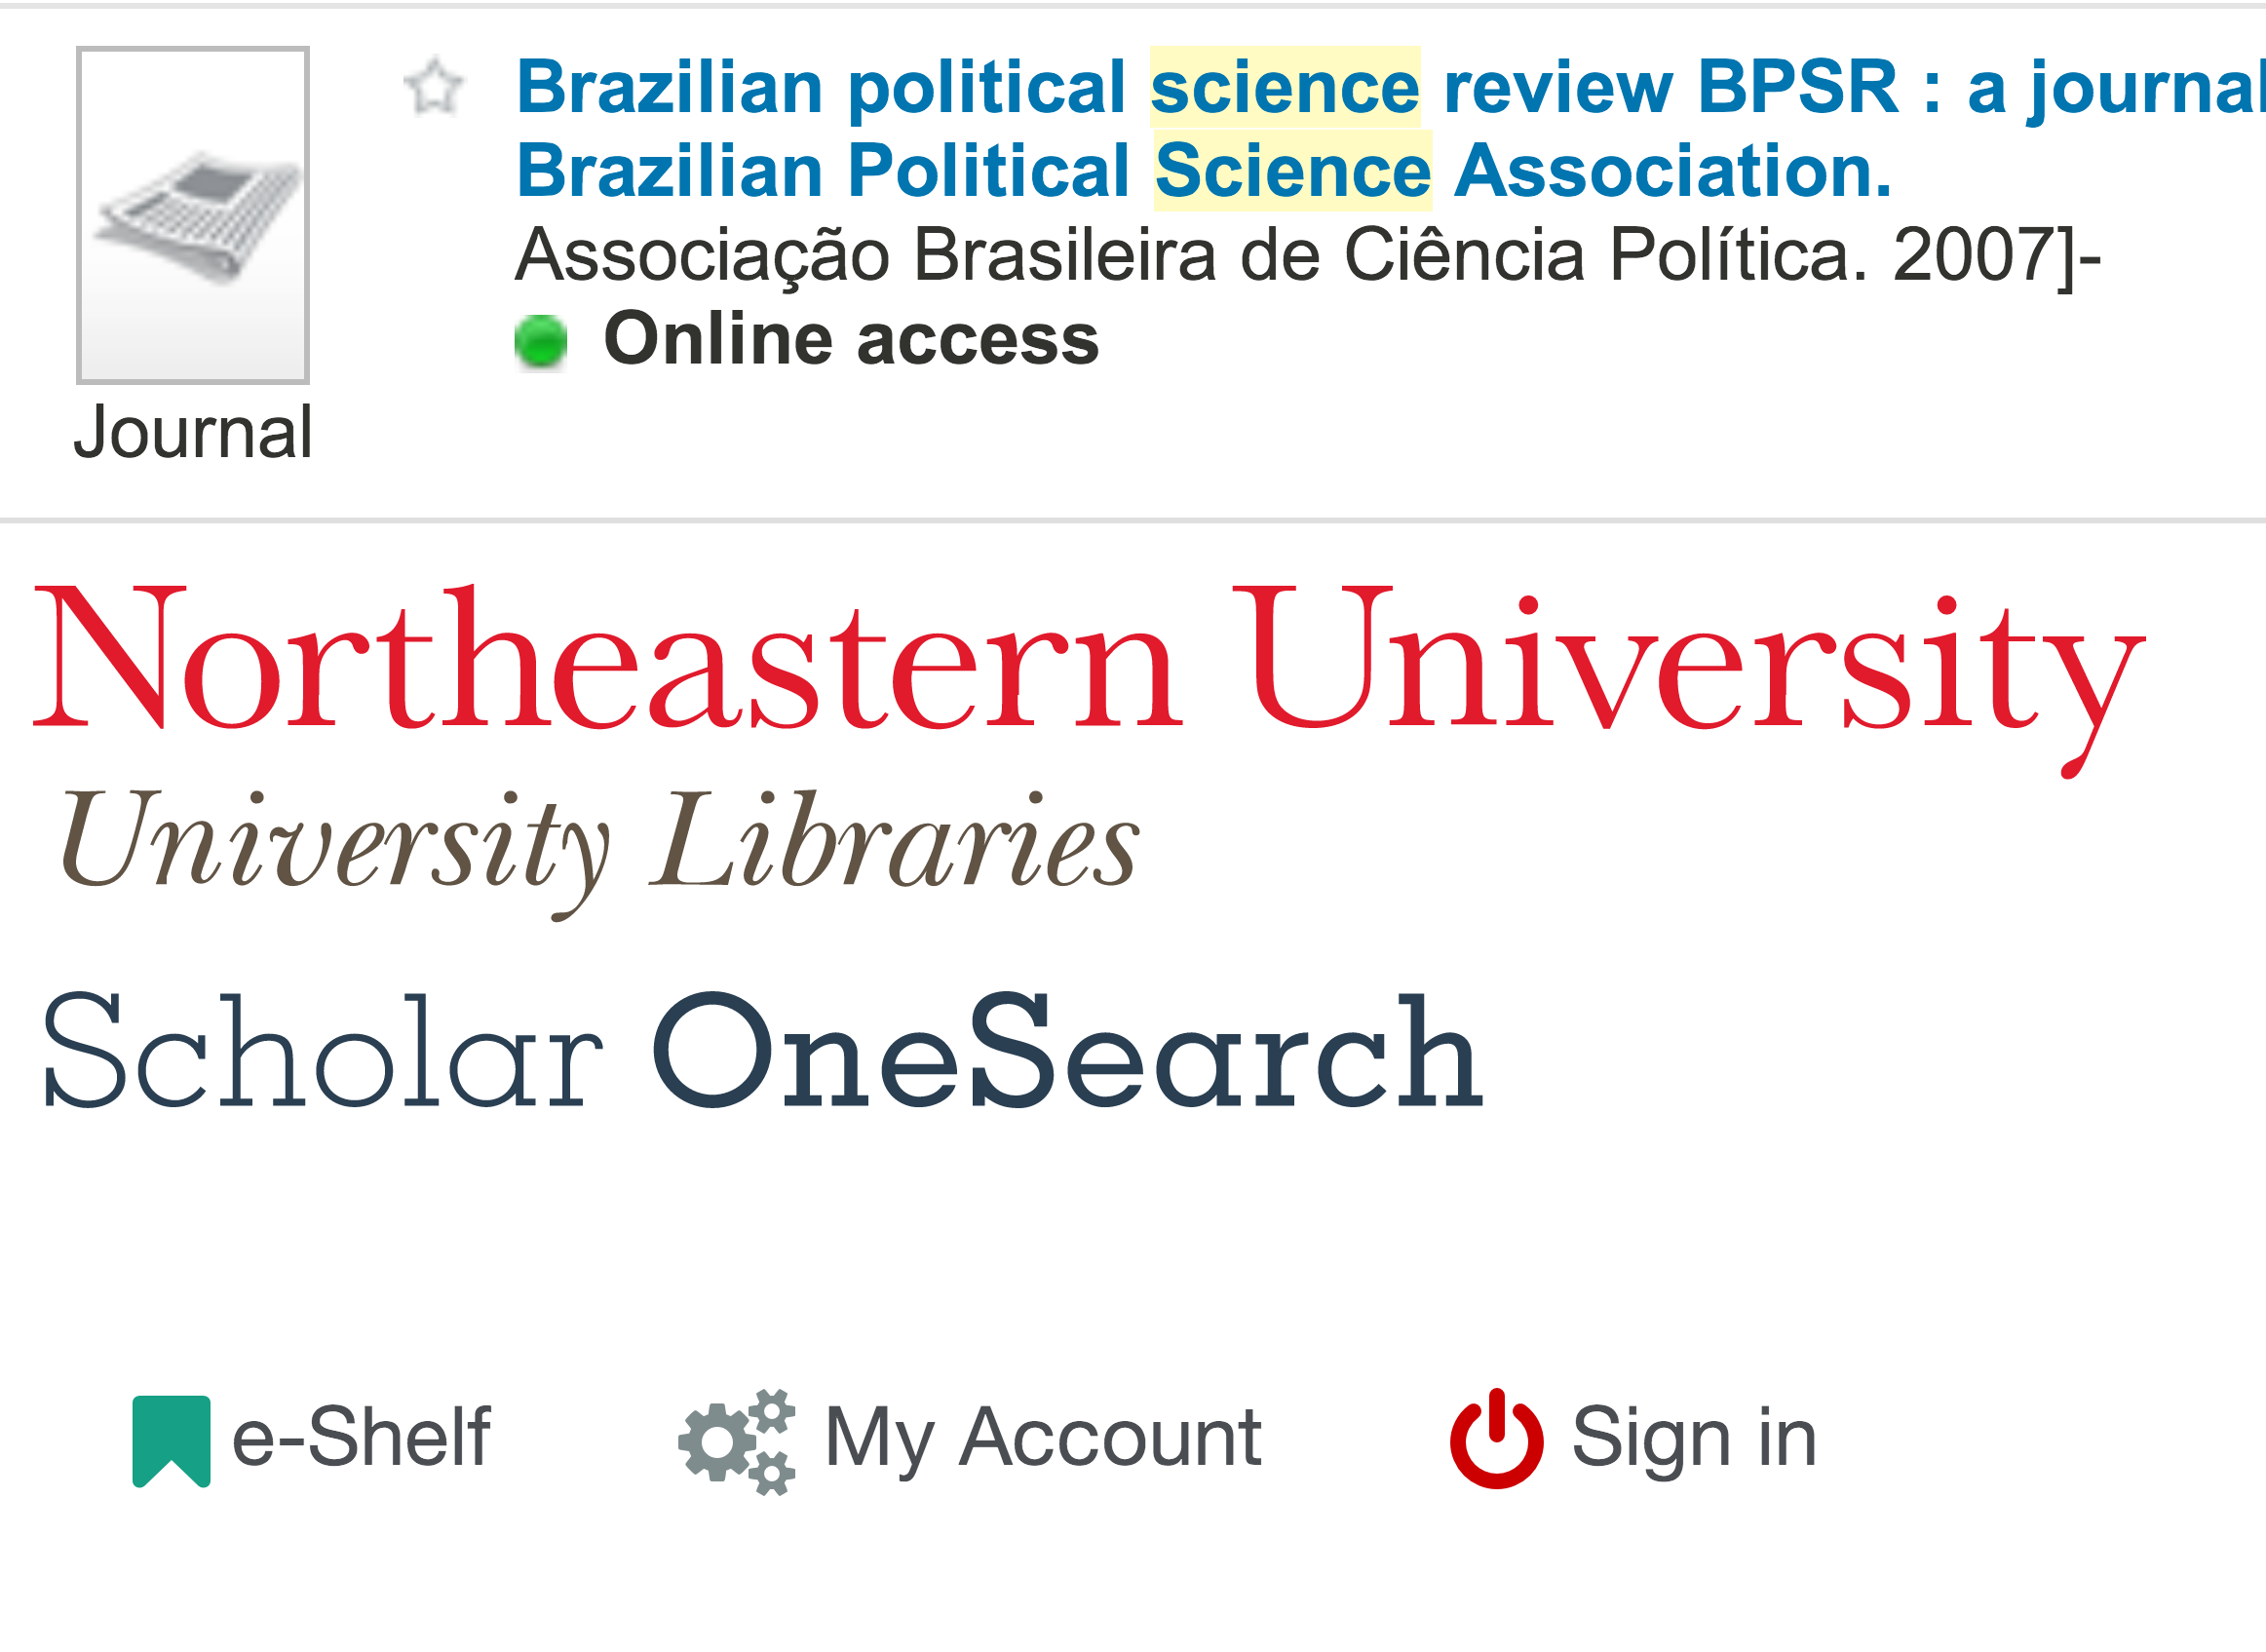 Brazilian political science review BPSR : a journal
Brazilian Political Science Association.
Associação Brasileira de Ciência Política. 2007]-
Online access
Journal
Northeastern University
University Libraries
Scholar OneSearch
e-Shelf My Account Sign in